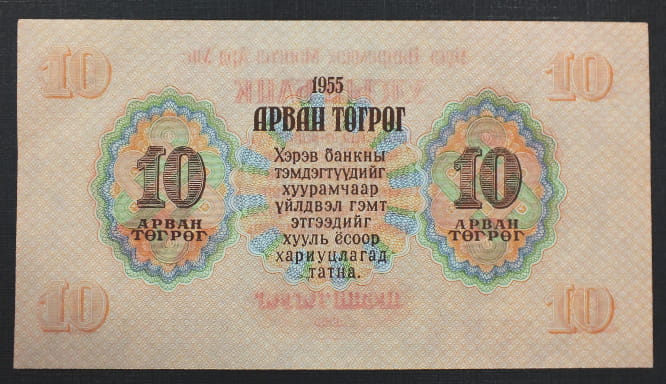 10
10
1955
АРВАН ТӨГРӨГ
Хэрэв банкны
тэмдэгтүүдийг
хуурамчаар
үйлдвэл гэмт
этгээдийг
хууль ёсоор
хариуцлагад
татна.
10
АРВАН
ТӨГРӨГ
10
АРВАН
ТӨГРӨГ
10
10